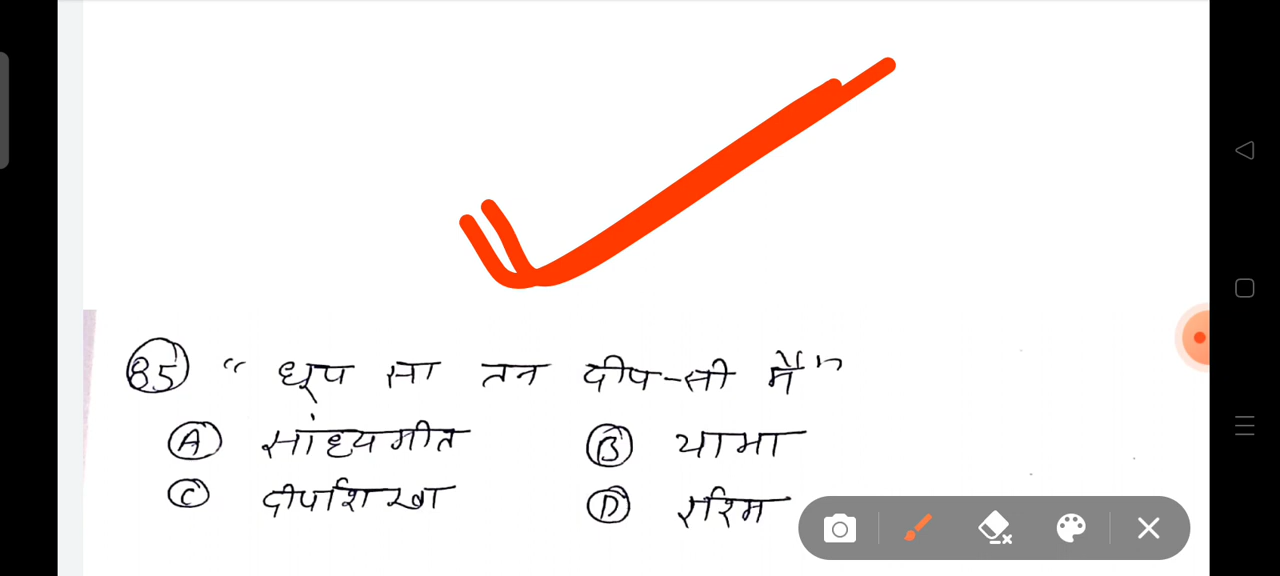 85 “ धूप सा तन दीप-सी मैं”
A सांध्यगीत B यामा
C दीपशिखा D रश्मि